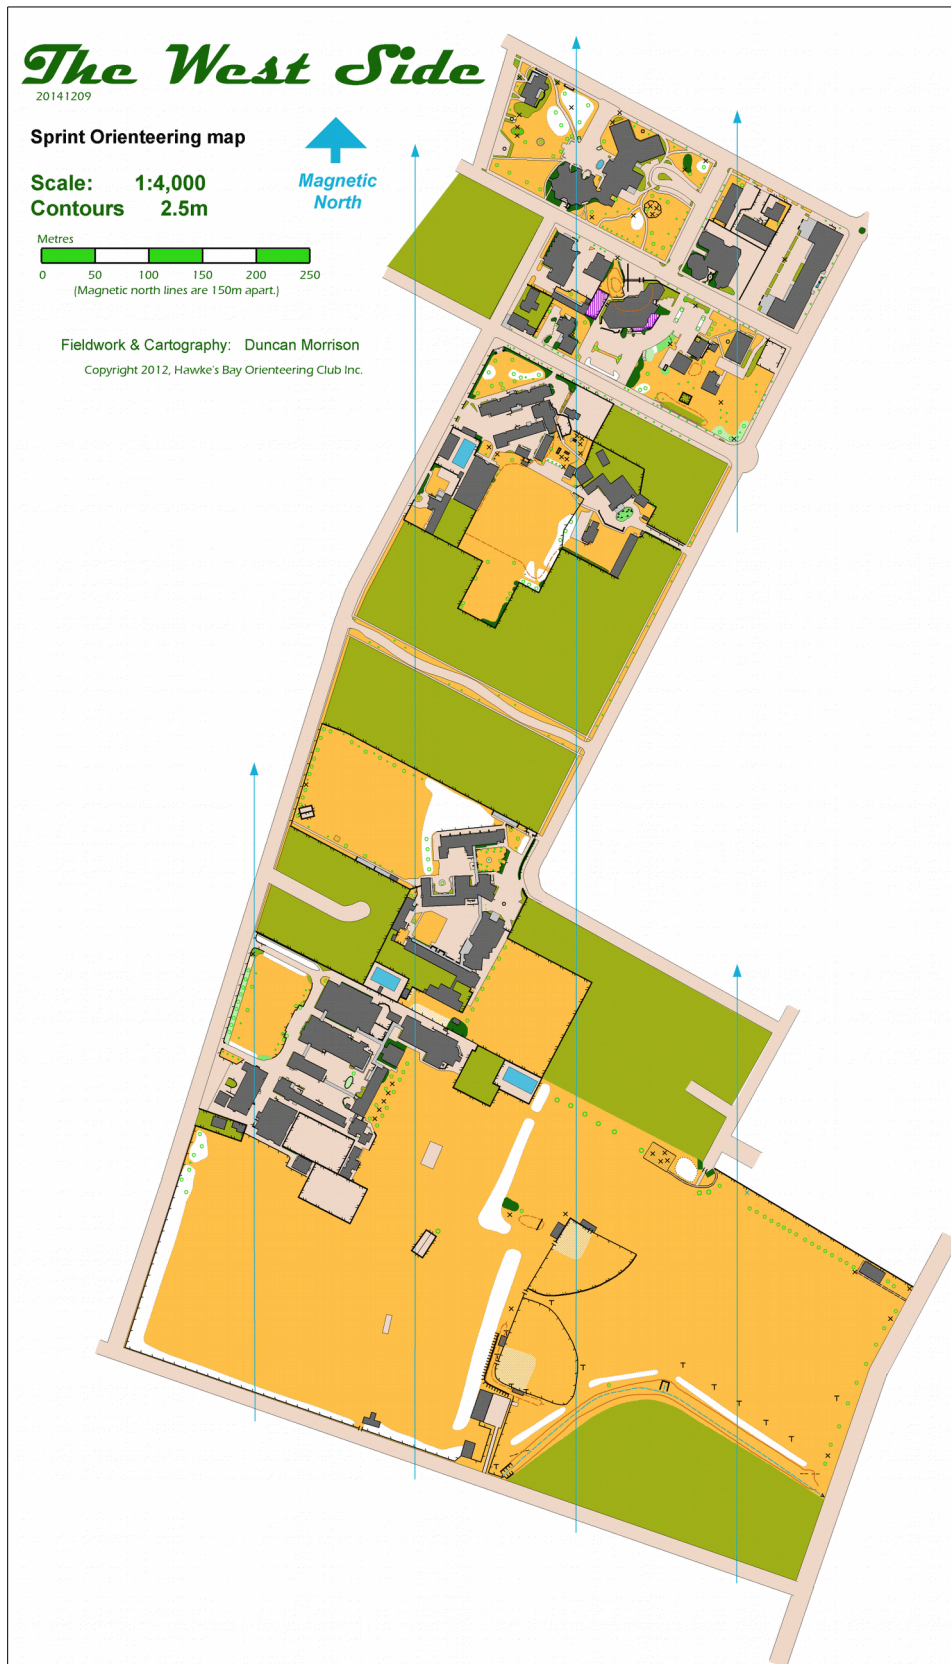 The West Side
20141209
Sprint Orienteering map
Scale: 1:4,000
Contours 2.5m
Magnetic
North
Metres
0 50 100 150 200 250
(Magnetic north lines are 150m apart.)
Fieldwork & Cartography: Duncan Morrison
Copyright 2012, Hawke's Bay Orienteering Club Inc.